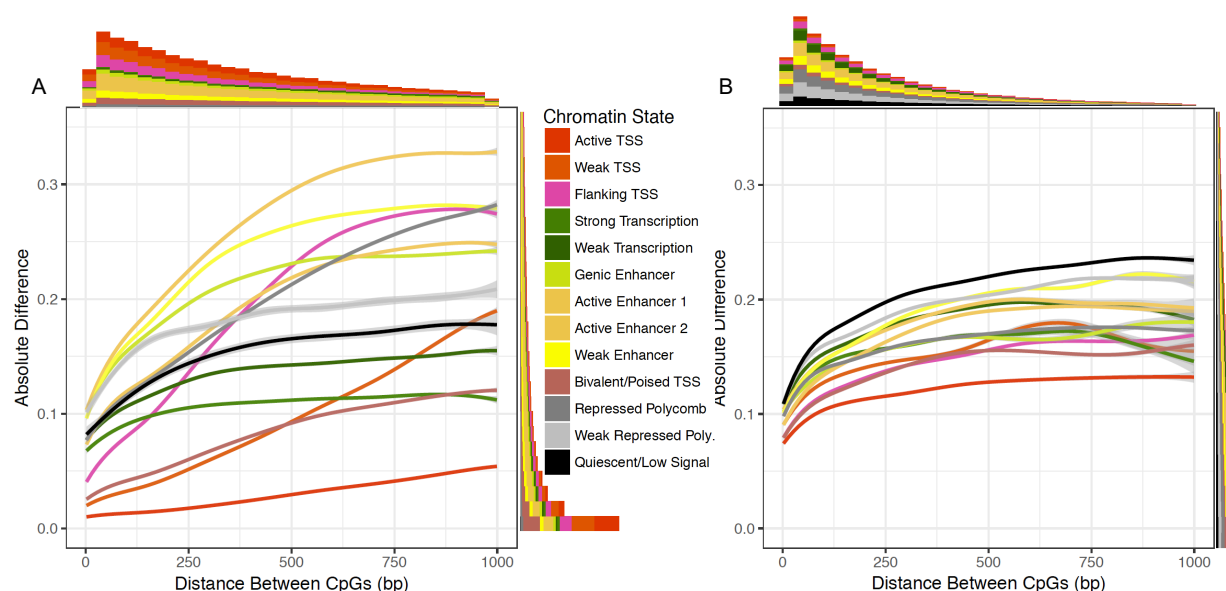 A
Absolute Difference
0.3
0.2
0.1
0.0
0
250
500
750
1000
Distance Between CpGs (bp)
Chromatin State
Active TSS
Weak TSS
Flanking TSS
Strong Transcription
Weak Transcription
Genic Enhancer
Active Enhancer 1
Active Enhancer 2
Weak Enhancer
Bivalent/Poised TSS
Repressed Polycomb
Weak Repressed Poly.
Quiescent/Low Signal
B
Absolute Difference
0.3
0.2
0.1
0.0
0
250
500
750
1000
Distance Between CpGs (bp)